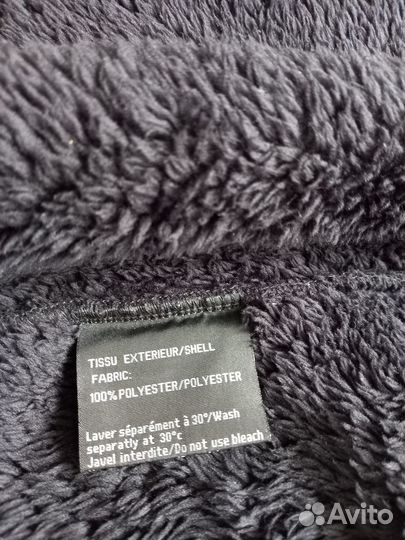 TISSU EXTERIEUR/SHELL
FABRIC:
100% POLYESTER/POLYESTER
Laver séparément à 30°/Wash
separatly at 30°c
Javel interdite/Do not use bleach
Avito